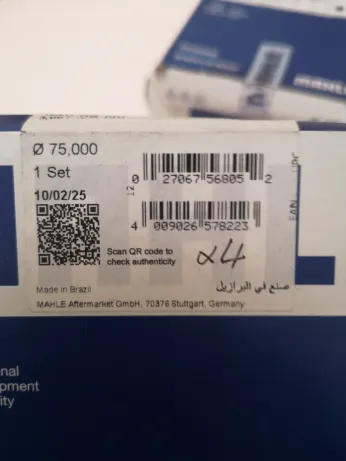 MAHLE
Ø 75,000
1 Set
10/02/25
12
0 27067 56805 2
UPC
4 009026 578223
EAN
Scan QR code to
check authenticity
x4
Made in Brazil
صنع في البرازيل
MAHLE Aftermarket GmbH, 70376 Stuttgart, Germany
nal
pment
ity